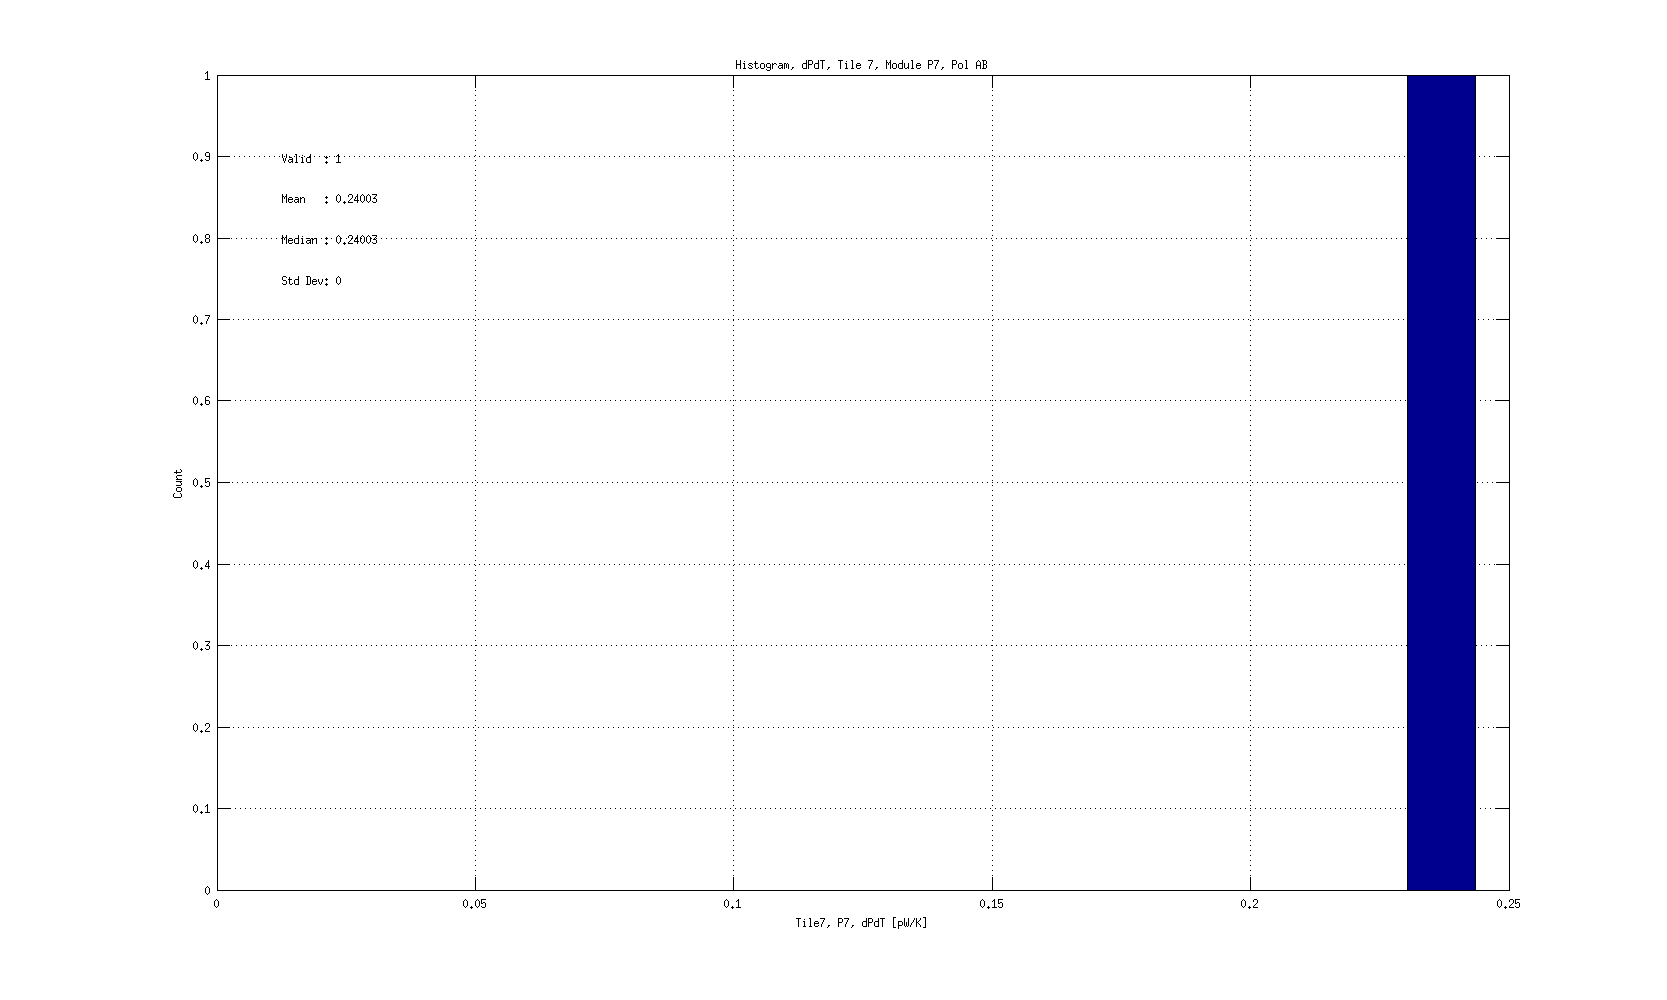 Histogram, dPdT, Tile 7, Module P7, Pol AB
1
0.9
Valid : 1
Mean : 0.24003
0.8
Median : 0.24003
Std Dev: 0
0.7
0.6
0.5
Count
0.4
0.3
0.2
0.1
0
0 0.05 0.1 0.15 0.2 0.25
Tile7, P7, dPdT [pW/K]